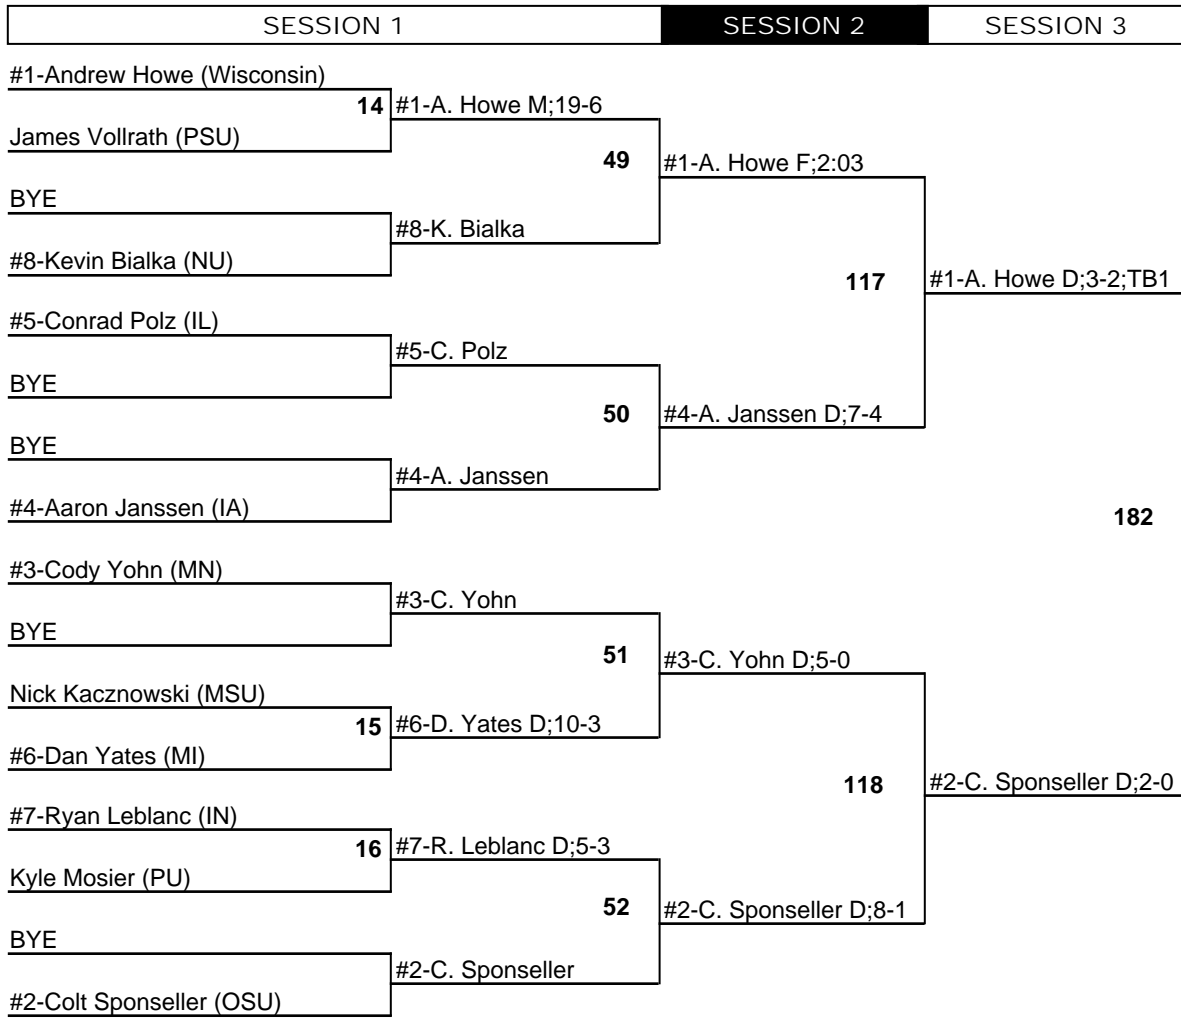 SESSION 1 SESSION 2 SESSION 3
#1-Andrew Howe (Wisconsin)
14 #1-A. Howe M;19-6
James Vollrath (PSU)
49 #1-A. Howe F;2:03
BYE
#8-K. Bialka
#8-Kevin Bialka (NU)
117 #1-A. Howe D;3-2;TB1
#5-Conrad Polz (IL)
#5-C. Polz
BYE
50 #4-A. Janssen D;7-4
BYE
#4-A. Janssen
#4-Aaron Janssen (IA)
182
#3-Cody Yohn (MN)
#3-C. Yohn
BYE
51 #3-C. Yohn D;5-0
Nick Kacznowski (MSU)
15 #6-D. Yates D;10-3
#6-Dan Yates (MI)
118 #2-C. Sponseller D;2-0
#7-Ryan Leblanc (IN)
16 #7-R. Leblanc D;5-3
Kyle Mosier (PU)
52 #2-C. Sponseller D;8-1
BYE
#2-C. Sponseller
#2-Colt Sponseller (OSU)